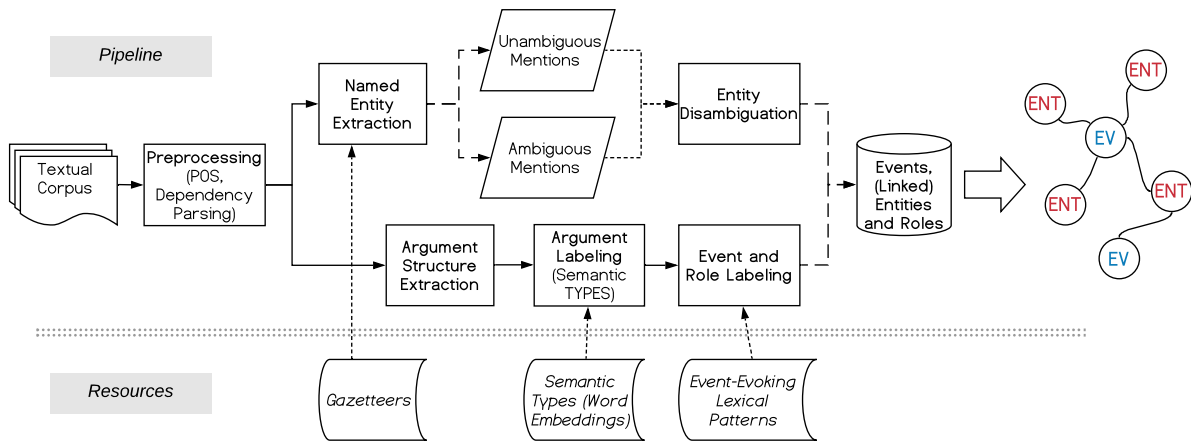 Pipeline
Textual
Corpus
Preprocessing
(POS,
Dependency
Parsing)
Named
Entity
Extraction
Unambiguous
Mentions
Ambiguous
Mentions
Entity
Disambiguation
Argument
Structure
Extraction
Argument
Labeling
(Semantic
TYPES)
Event and
Role Labeling
Events,
(Linked)
Entities
and Roles
ENT
ENT
EV
ENT
ENT
EV
Resources
Gazetteers
Semantic
Types (Word
Embeddings)
Event-Evoking
Lexical
Patterns